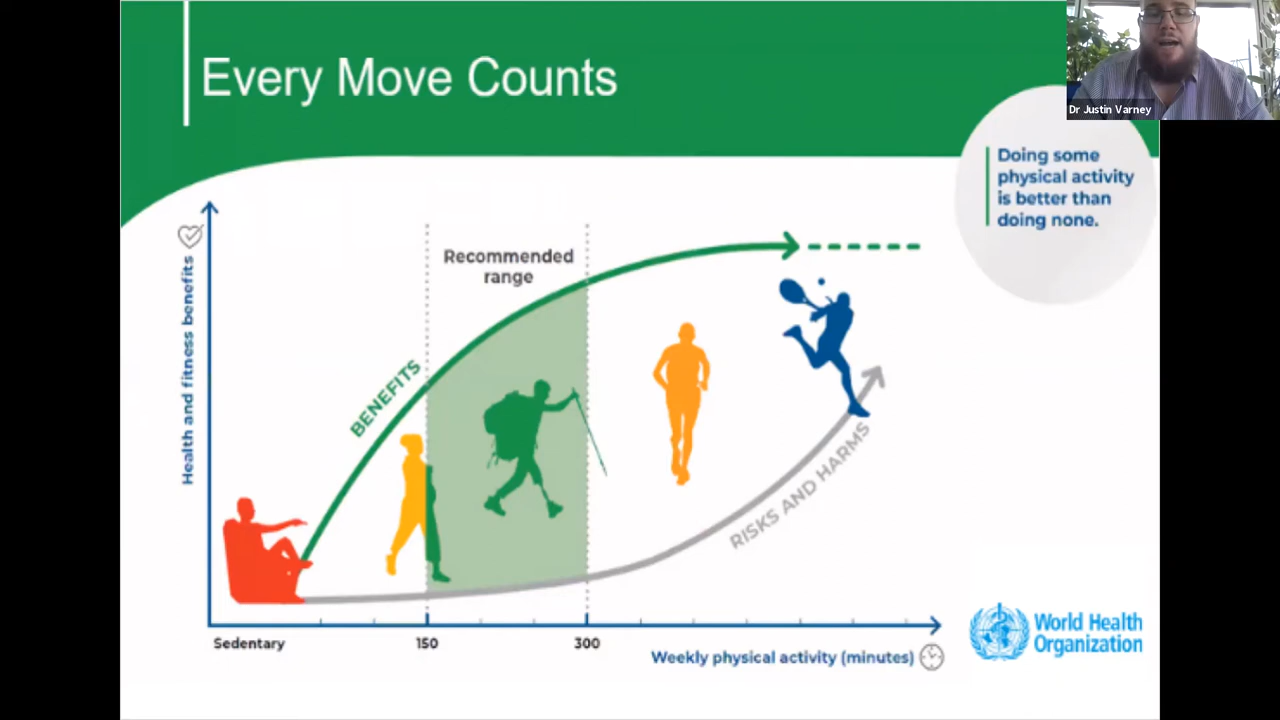 Every Move Counts
Dr Justin Varney
Doing some
physical activity
is better than
doing none.
Recommended
range
Health and fitness benefits
BENEFITS
RISKS AND HARMS
Sedentary
150
300
Weekly physical activity (minutes)
World Health
Organization